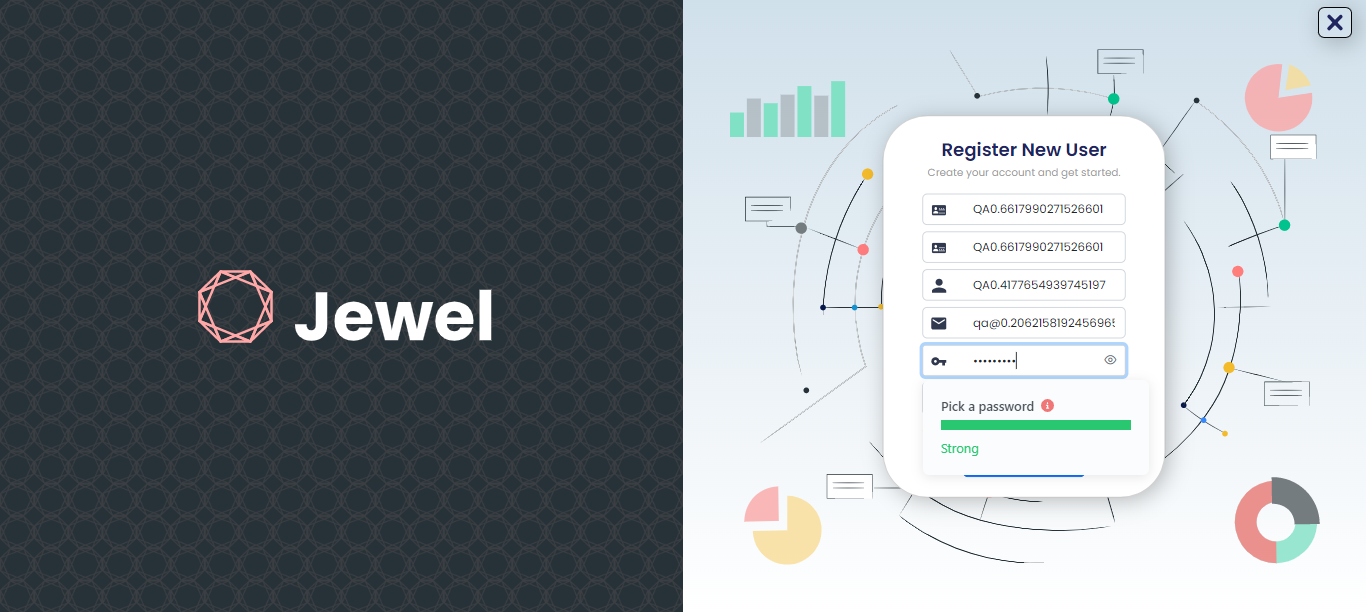 Jewel
Register New User
Create your account and get started.
QA0.6617990271526601
QA0.6617990271526601
QA0.4177654939745197
qa@0.2062158192456965
•••••••••
Pick a password
Strong